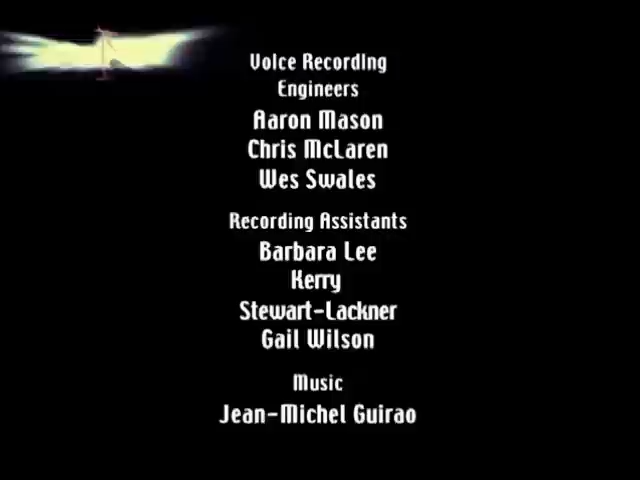 Voice Recording
Engineers
Aaron Mason
Chris McLaren
Wes Swales
Recording Assistants
Barbara Lee
Kerry
Stewart-Lackner
Gail Wilson
Music
Jean-Michel Guirao